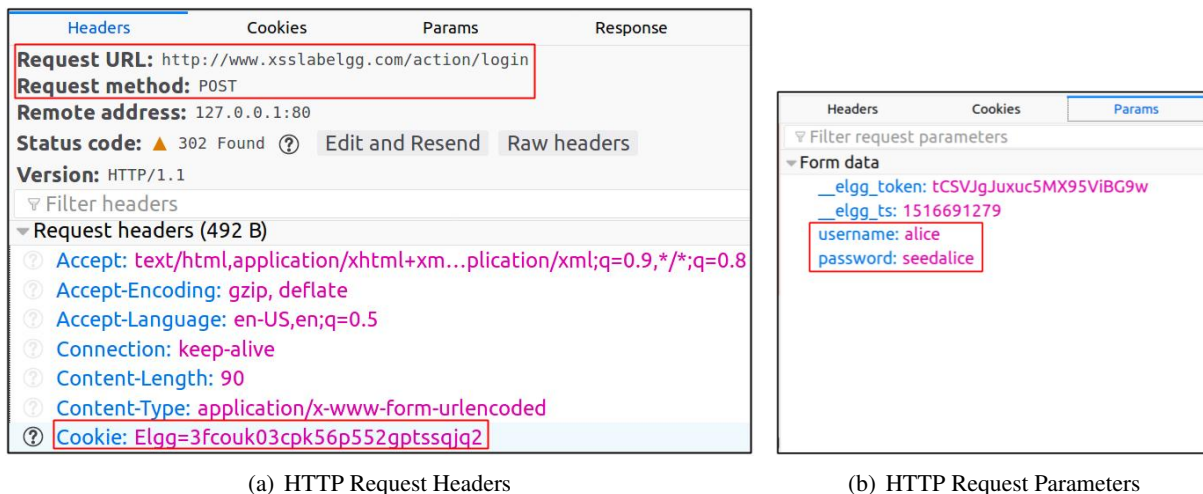 Headers Cookies Params Response
Request URL: http://www.xsslabelgg.com/action/login
Request method: POST
Remote address: 127.0.0.1:80
Status code: 302 Found ? Edit and Resend Raw headers
Version: HTTP/1.1
Filter headers
Request headers (492 B)
? Accept: text/html,application/xhtml+xm…plication/xml;q=0.9,*/*;q=0.8
? Accept-Encoding: gzip, deflate
? Accept-Language: en-US,en;q=0.5
? Connection: keep-alive
? Content-Length: 90
? Content-Type: application/x-www-form-urlencoded
? Cookie: Elgg=3fcouk03cpk56p552gptssqjq2
(a) HTTP Request Headers
Headers Cookies Params
Filter request parameters
Form data
__elgg_token: tCSVJgJuxuc5MX95ViBG9w
__elgg_ts: 1516691279
username: alice
password: seedalice
(b) HTTP Request Parameters